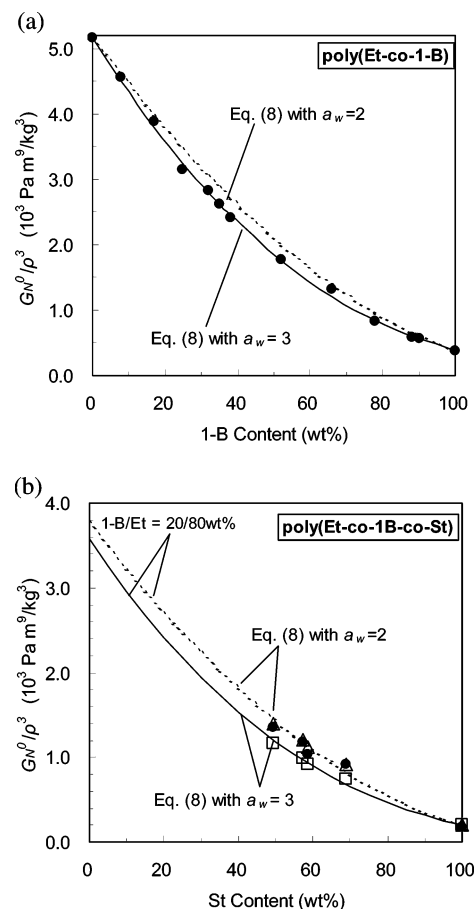 (a)
poly(Et-co-1-B)
Eq. (8) with aw=2
Eq. (8) with aw = 3
GN⁰/ρ³ (10³ Pa m⁹/kg³)
5.0
4.0
3.0
2.0
1.0
0.0
0 20 40 60 80 100
1-B Content (wt%)
(b)
poly(Et-co-1B-co-St)
1-B/Et = 20/80wt%
Eq. (8) with aw=2
Eq. (8) with aw = 3
GN⁰/ρ³ (10³ Pa m⁹/kg³)
4.0
3.0
2.0
1.0
0.0
0 20 40 60 80 100
St Content (wt%)